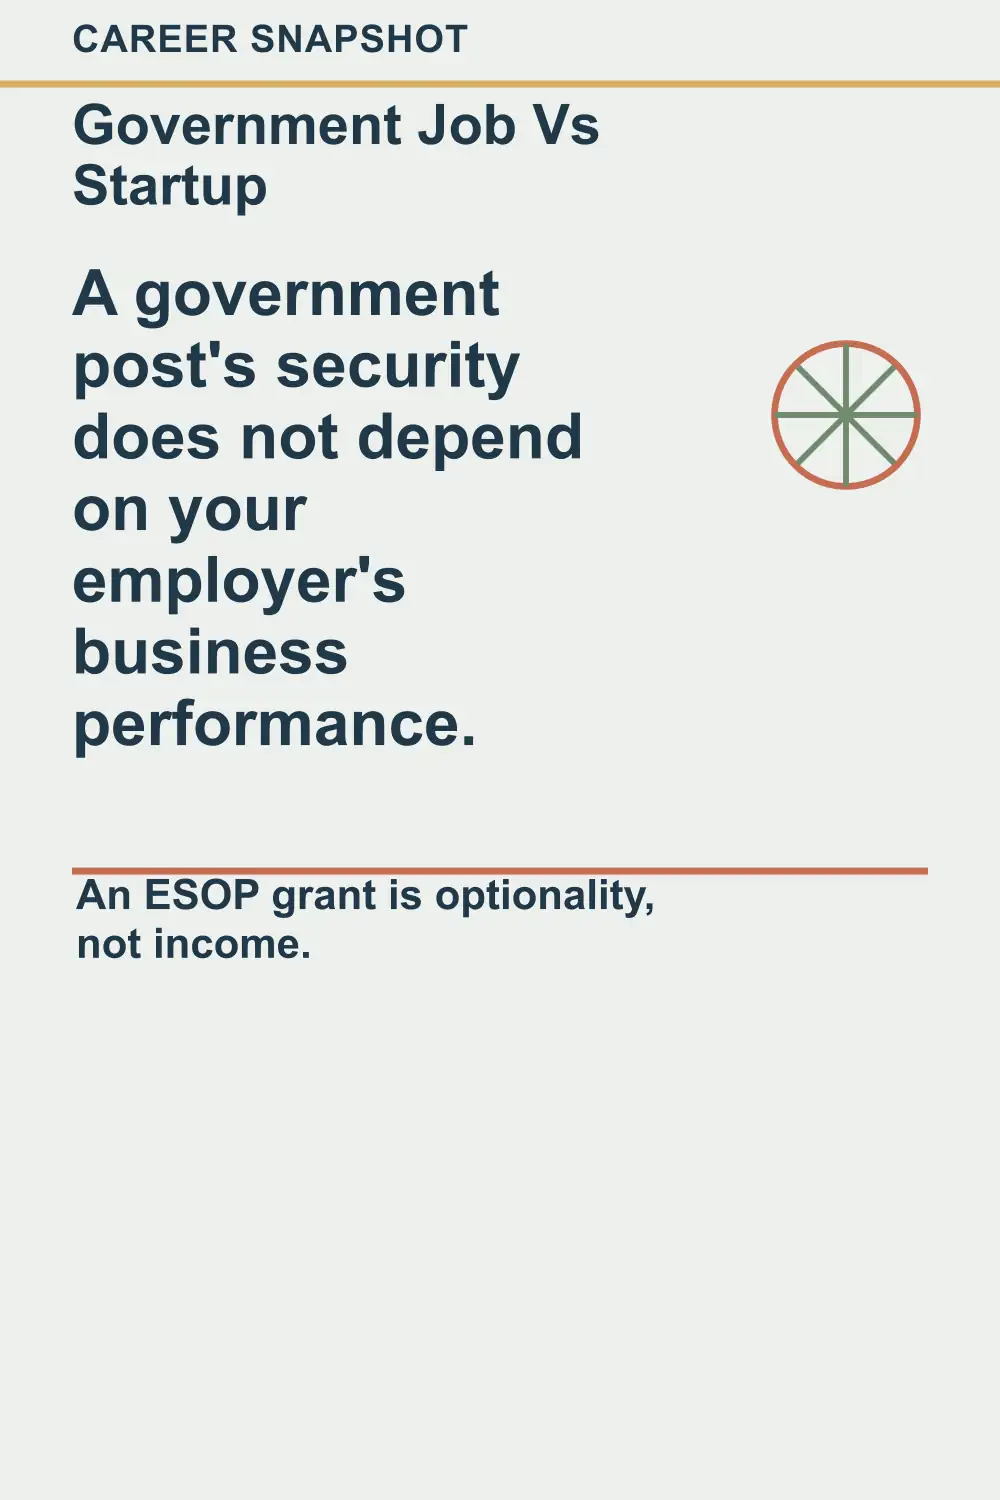 CAREER SNAPSHOT
Government Job Vs
Startup
A government
post's security
does not depend
on your
employer's
business
performance.
An ESOP grant is optionality,
not income.